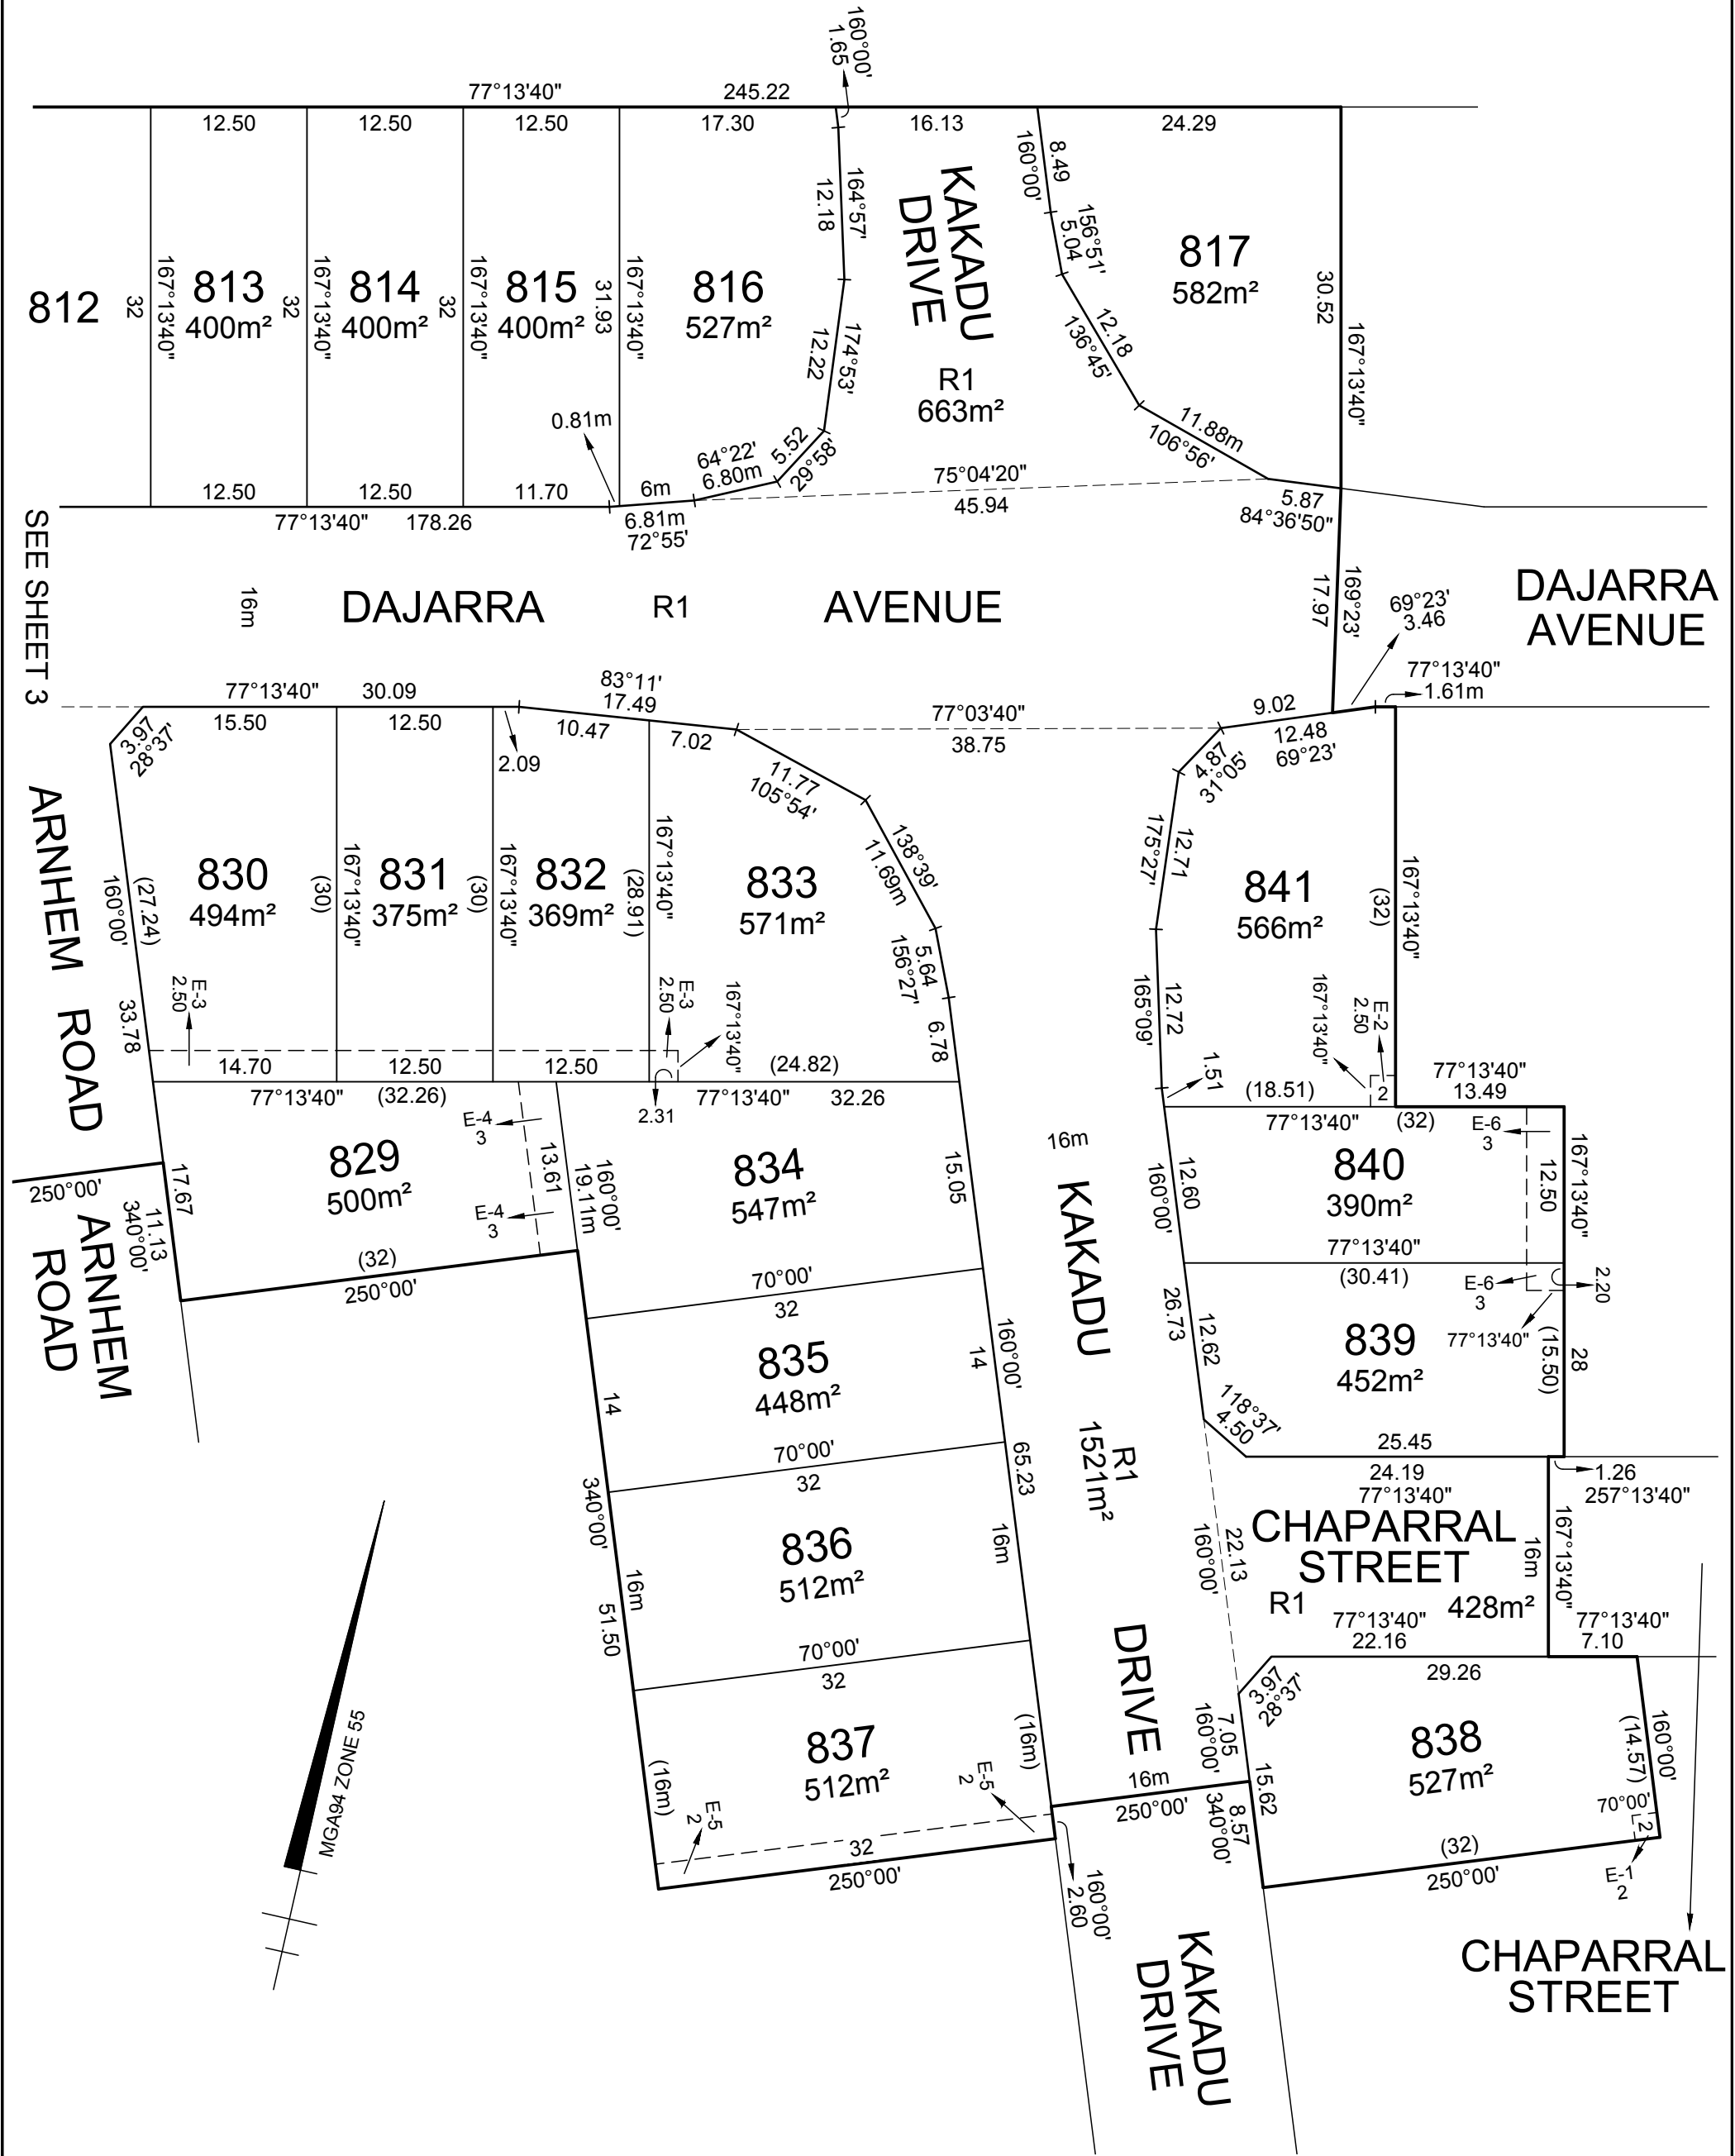 160°00'
1.65
77°13'40" 245.22
12.50
12.50
12.50
17.30
16.13
24.29
812
32
167°13'40"
813
400m²
32
167°13'40"
814
400m²
32
167°13'40"
815
400m²
31.93
167°13'40"
816
527m²
164°57'
12.18
174°53'
12.22
5.52
29°58'
64°22'
6.80m
0.81m
KAKADU
DRIVE
R1
663m²
8.49
160°00'
156°51'
5.04
12.18
136°45'
11.88m
106°56'
817
582m²
30.52
167°13'40"
12.50
12.50
11.70
6m
77°13'40" 178.26
6.81m
72°55'
75°04'20"
45.94
5.87
84°36'50"
SEE SHEET 3
16m
DAJARRA
R1
AVENUE
17.97
169°23'
69°23'
3.46
DAJARRA
AVENUE
77°13'40"
1.61m
77°13'40" 30.09
83°11'
17.49
15.50
12.50
2.09
10.47
7.02
77°03'40"
38.75
9.02
12.48
69°23'
3.97
28°37'
4.87
31°05'
11.77
105°54'
138°39'
11.69m
5.64
156°27'
6.78
ARNHEM ROAD
160°00'
(27.24)
33.78
830
494m²
(30)
167°13'40"
831
375m²
(30)
167°13'40"
832
369m²
(28.91)
167°13'40"
833
571m²
E-3
2.50
E-3
2.50
167°13'40"
14.70
12.50
12.50
(24.82)
77°13'40" (32.26)
2.31
77°13'40" 32.26
175°27'
12.71
165°09'
12.72
1.51
841
566m²
(32)
167°13'40"
167°13'40"
E-2
2.50
2
(18.51)
77°13'40"
(32)
77°13'40"
13.49
250°00'
11.13
340°00'
17.67
ARNHEM
ROAD
829
500m²
E-4
3
E-4
3
13.61
160°00'
19.11m
(32)
250°00'
834
547m²
15.05
70°00'
32
16m
KAKADU
160°00'
12.60
840
390m²
E-6
3
12.50
167°13'40"
77°13'40"
(30.41)
E-6
3
2.20
77°13'40"
26.73
12.62
839
452m²
(15.50)
28
118°37'
4.50
25.45
24.19
77°13'40"
1.26
257°13'40"
14
835
448m²
14
160°00'
70°00'
32
65.23
R1
1521m²
340°00'
51.50
16m
836
512m²
16m
70°00'
32
22.13
160°00'
CHAPARRAL
STREET
R1
428m²
16m
167°13'40"
77°13'40"
22.16
77°13'40"
7.10
29.26
DRIVE
3.97
28°37'
7.05
160°00'
15.62
8.57
340°00'
(16m)
837
512m²
(16m)
E-5
2
E-5
2
32
250°00'
16m
250°00'
160°00'
2.60
838
527m²
(14.57)
160°00'
70°00'
2
E-1
2
(32)
250°00'
MGA94 ZONE 55
KAKADU
DRIVE
CHAPARRAL
STREET